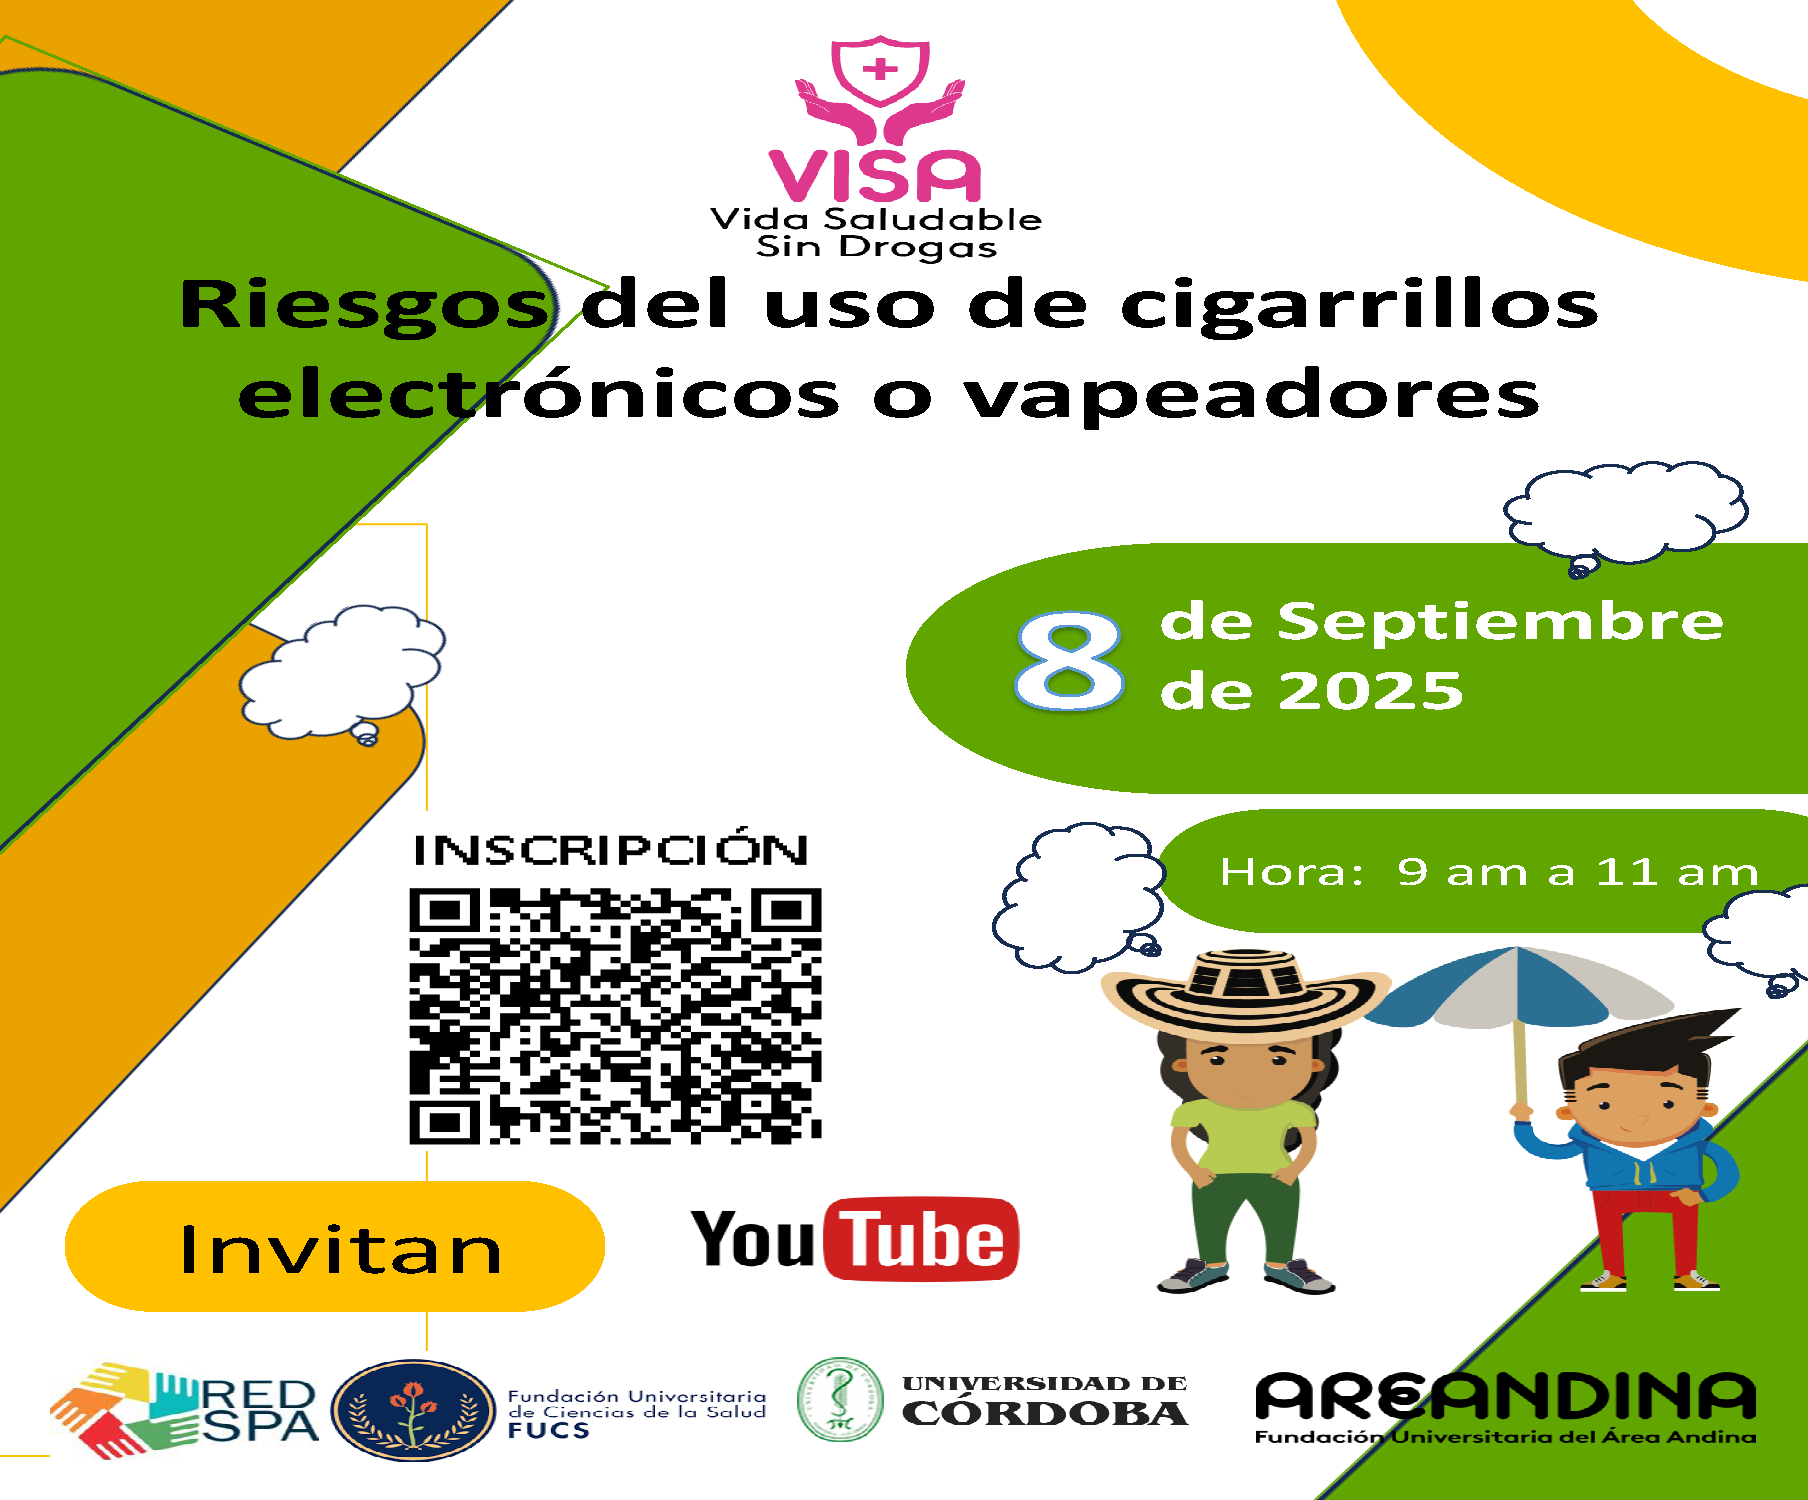 VISA
Vida Saludable
Sin Drogas
Riesgos del uso de cigarrillos
electrónicos o vapeadores
8 de Septiembre
de 2025
Hora: 9 am a 11 am
INSCRIPCIÓN
Invitan
YouTube
RED
SPA
Fundación Universitaria
de Ciencias de la Salud
FUCS
UNIVERSIDAD DE
CÓRDOBA
AREANDINA
Fundación Universitaria del Área Andina